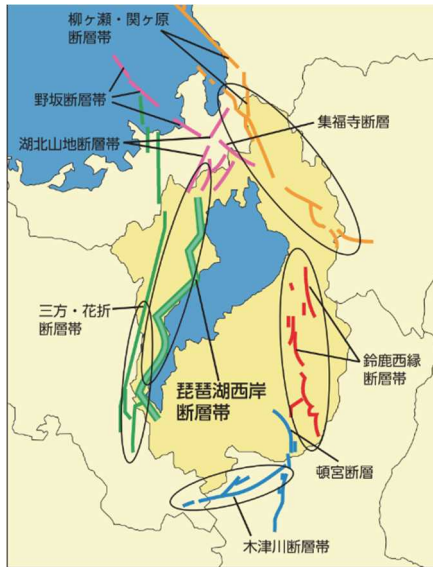 柳ヶ瀬・関ヶ原
断層帯
野坂断層帯
湖北山地断層帯
集福寺断層
三方・花折
断層帯
琵琶湖西岸
断層帯
鈴鹿西縁
断層帯
頓宮断層
木津川断層帯